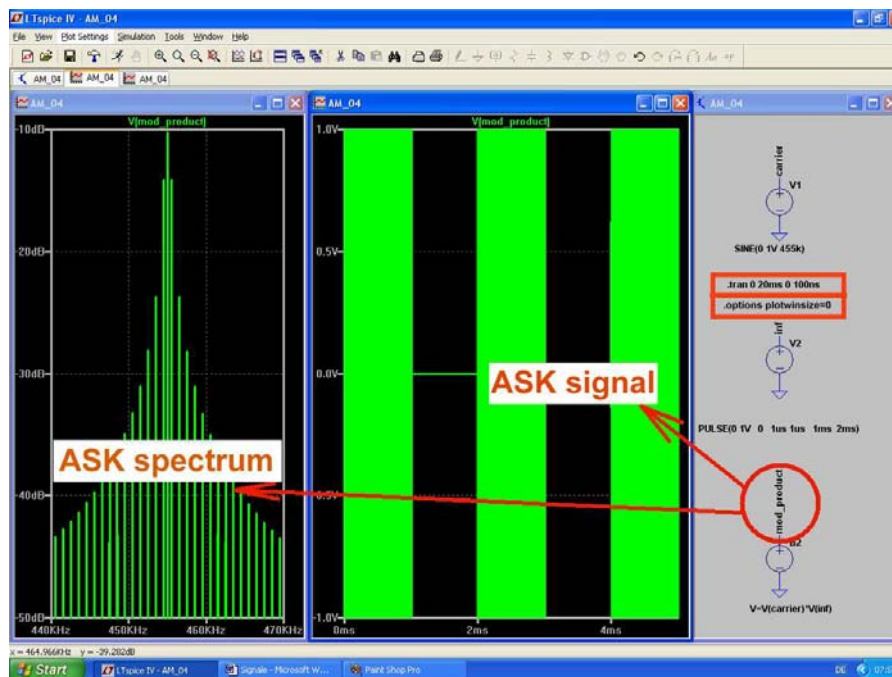 LTspice IV - AM_04
File View Plot Settings Simulation Tools Window Help
AM_04 AM_04 AM_04
AM_04
V[mod_product]
-10dB
-20dB
-30dB
-40dB
-50dB
440KHz 450KHz 460KHz 470KHz
ASK spectrum
AM_04
V[mod_product]
1.0V
0.5V
0.0V
-0.5V
-1.0V
0ms 2ms 4ms
ASK signal
AM_04
carrier
V1
SINE(0 1V 455k)
.tran 0 20ms 0 100ns
.options plotwinsize=0
inf
V2
PULSE(0 1V 0 1us 1us 1ms 2ms)
mod_product
B2
V=V(carrier)*V(inf)
x = 464.966KHz y = -39.202dB
Start LTspice IV - AM_04 Signale - Microsoft W... Paint Shop Pro DE